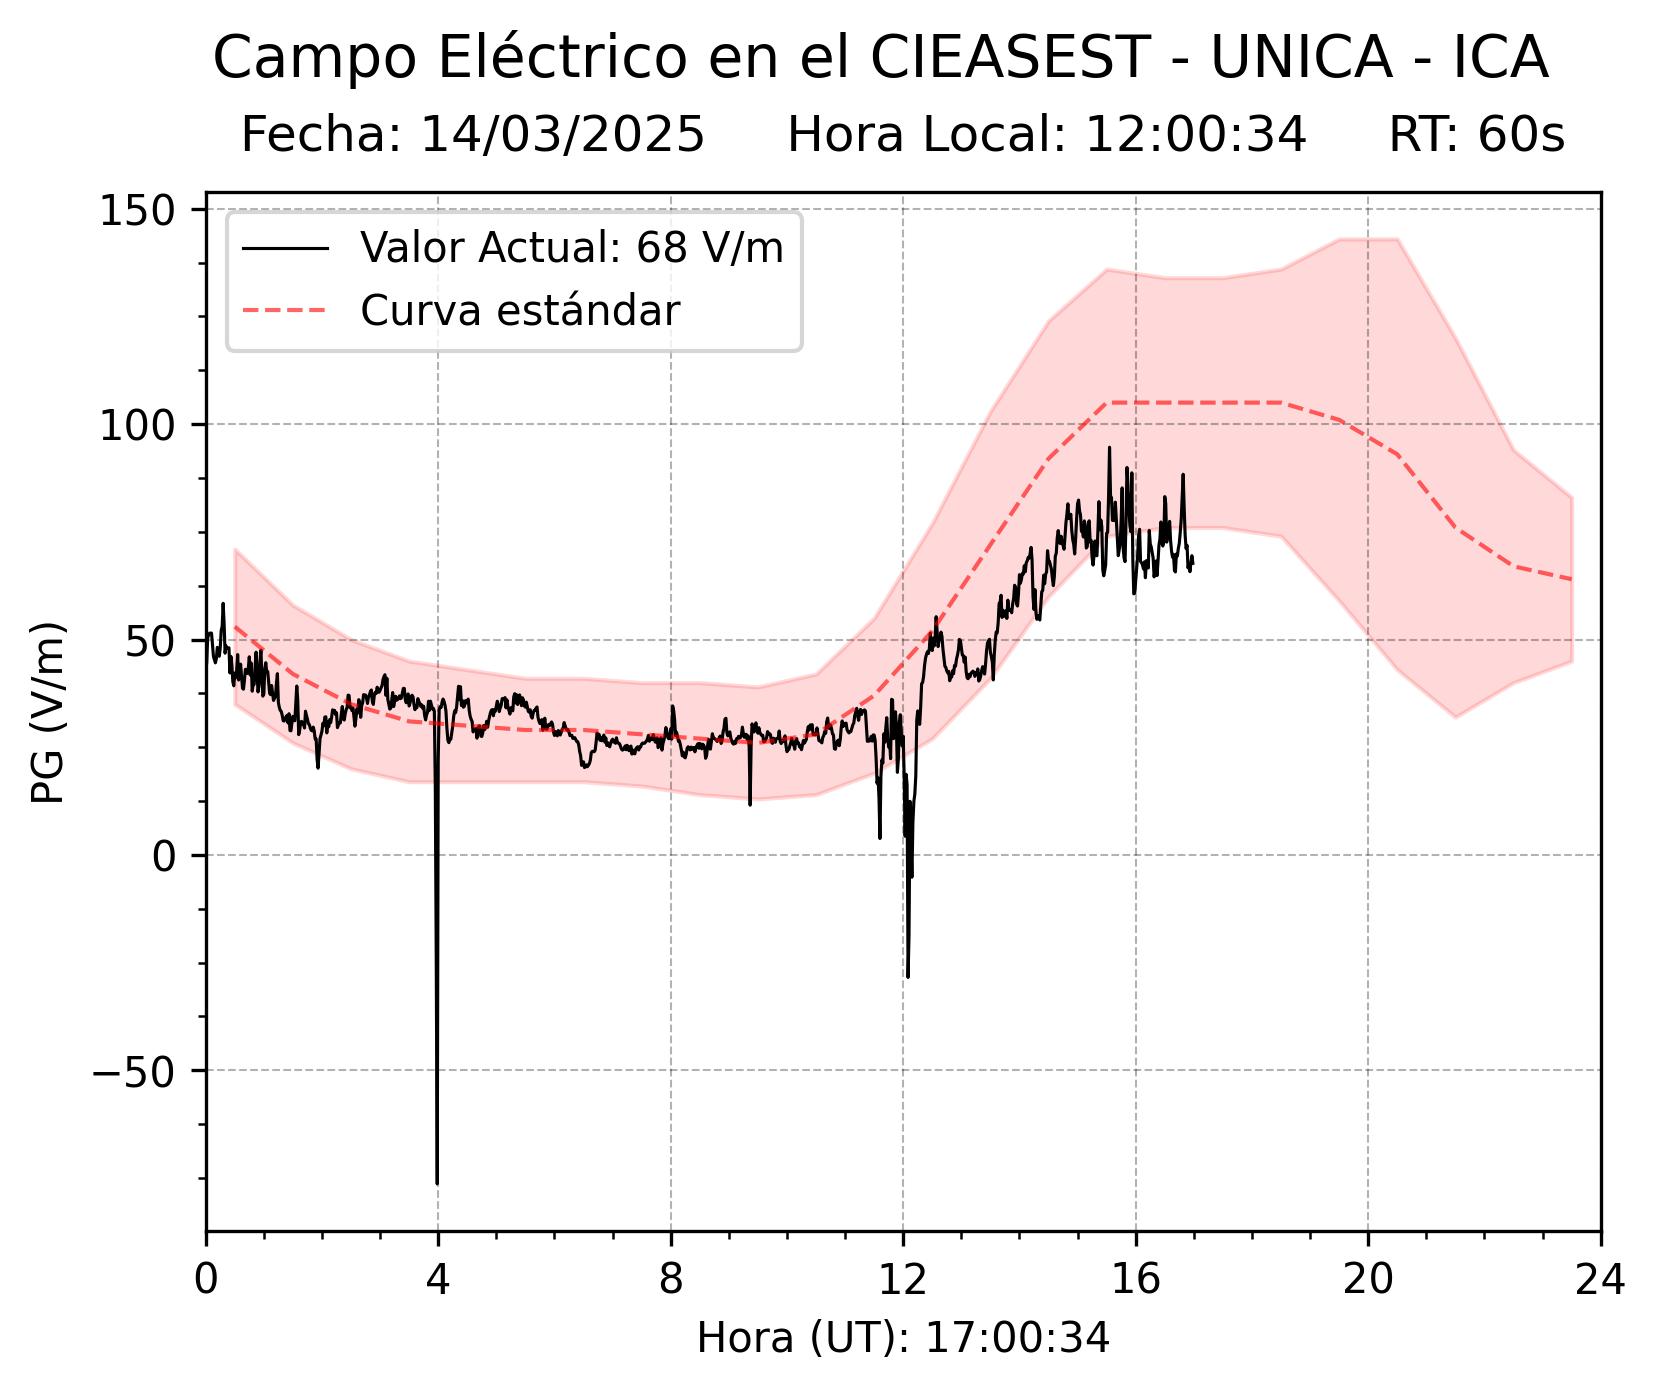 Campo Eléctrico en el CIEASEST - UNICA - ICA
Fecha: 14/03/2025 Hora Local: 12:00:34 RT: 60s
Valor Actual: 68 V/m
Curva estándar
150
100
50
0
−50
PG (V/m)
0 4 8 12 16 20 24
Hora (UT): 17:00:34